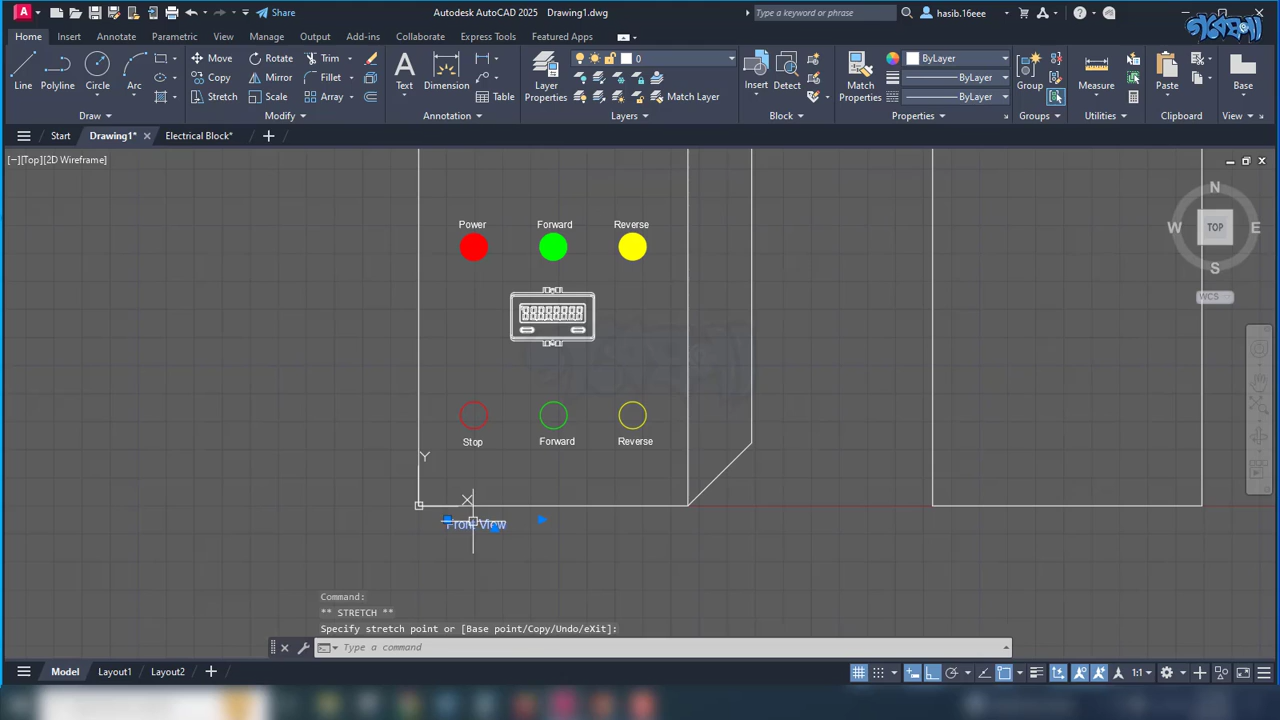 Share
Autodesk AutoCAD 2025 Drawing1.dwg
Type a keyword or phrase
hasib.16eee
গবেষণা
Home Insert Annotate Parametric View Manage Output Add-ins Collaborate Express Tools Featured Apps
Line Polyline Circle Arc
Move Rotate Trim
Copy Mirror Fillet
Stretch Scale Array
Text Dimension Table
Layer Properties
0
Match Layer
Insert Detect
Match Properties
ByLayer
ByLayer
ByLayer
Group Measure Paste Base
Draw Modify Annotation Layers Block Properties Groups Utilities Clipboard View
Start Drawing1* Electrical Block*
[−][Top][2D Wireframe]
N
W TOP E
S
WCS
Power Forward Reverse
88888888
Stop Forward Reverse
Y
X
Front View
Command:
** STRETCH **
Specify stretch point or [Base point/Copy/Undo/eXit]:
Type a command
Model Layout1 Layout2
1:1